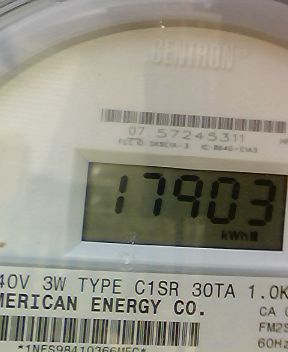 CENTRON
07 57245311
17903
kWh
40V 3W TYPE C1SR 30TA 1.0K
MERICAN ENERGY CO.
CA
FM2S
60Hz